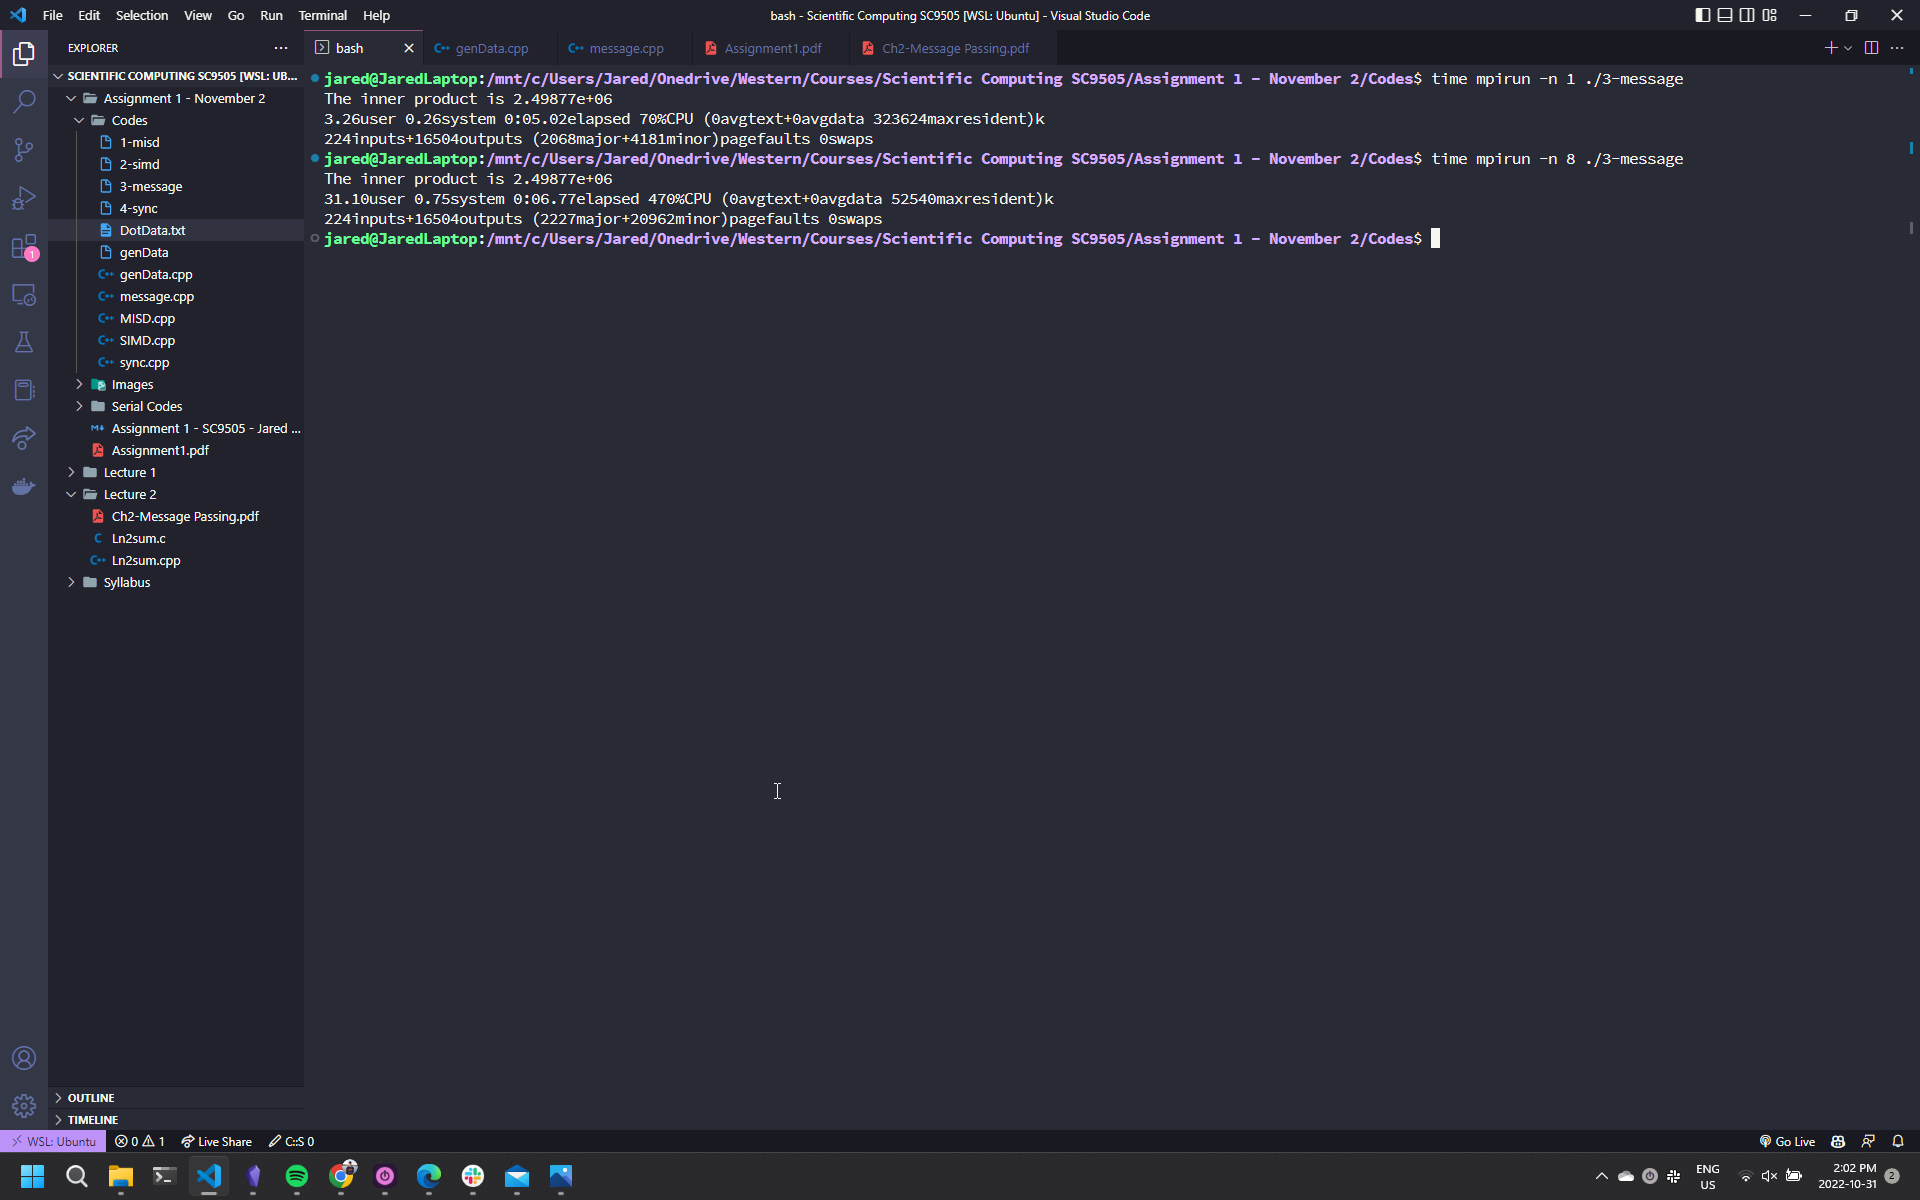 File Edit Selection View Go Run Terminal Help
bash - Scientific Computing SC9505 [WSL: Ubuntu] - Visual Studio Code
EXPLORER
bash
genData.cpp
message.cpp
Assignment1.pdf
Ch2-Message Passing.pdf
SCIENTIFIC COMPUTING SC9505 [WSL: UB...
Assignment 1 - November 2
Codes
1-misd
2-simd
3-message
4-sync
DotData.txt
genData
genData.cpp
message.cpp
MISD.cpp
SIMD.cpp
sync.cpp
Images
Serial Codes
Assignment 1 - SC9505 - Jared ...
Assignment1.pdf
Lecture 1
Lecture 2
Ch2-Message Passing.pdf
Ln2sum.c
Ln2sum.cpp
Syllabus
OUTLINE
TIMELINE
jared@JaredLaptop:/mnt/c/Users/Jared/Onedrive/Western/Courses/Scientific Computing SC9505/Assignment 1 - November 2/Codes$ time mpirun -n 1 ./3-message
The inner product is 2.49877e+06
3.26user 0.26system 0:05.02elapsed 70%CPU (0avgtext+0avgdata 323624maxresident)k
224inputs+16504outputs (2068major+4181minor)pagefaults 0swaps
jared@JaredLaptop:/mnt/c/Users/Jared/Onedrive/Western/Courses/Scientific Computing SC9505/Assignment 1 - November 2/Codes$ time mpirun -n 8 ./3-message
The inner product is 2.49877e+06
31.10user 0.75system 0:06.77elapsed 470%CPU (0avgtext+0avgdata 52540maxresident)k
224inputs+16504outputs (2227major+20962minor)pagefaults 0swaps
jared@JaredLaptop:/mnt/c/Users/Jared/Onedrive/Western/Courses/Scientific Computing SC9505/Assignment 1 - November 2/Codes$
WSL: Ubuntu 0 1 Live Share C::S 0
Go Live
ENG
US
2:02 PM
2022-10-31
2